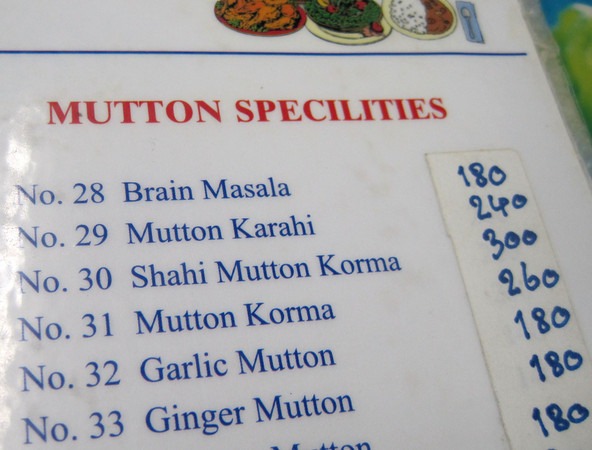 MUTTON SPECILITIES
No. 28 Brain Masala 180
No. 29 Mutton Karahi 240
No. 30 Shahi Mutton Korma 300
No. 31 Mutton Korma 260
No. 32 Garlic Mutton 180
No. 33 Ginger Mutton 180
Mutton 180